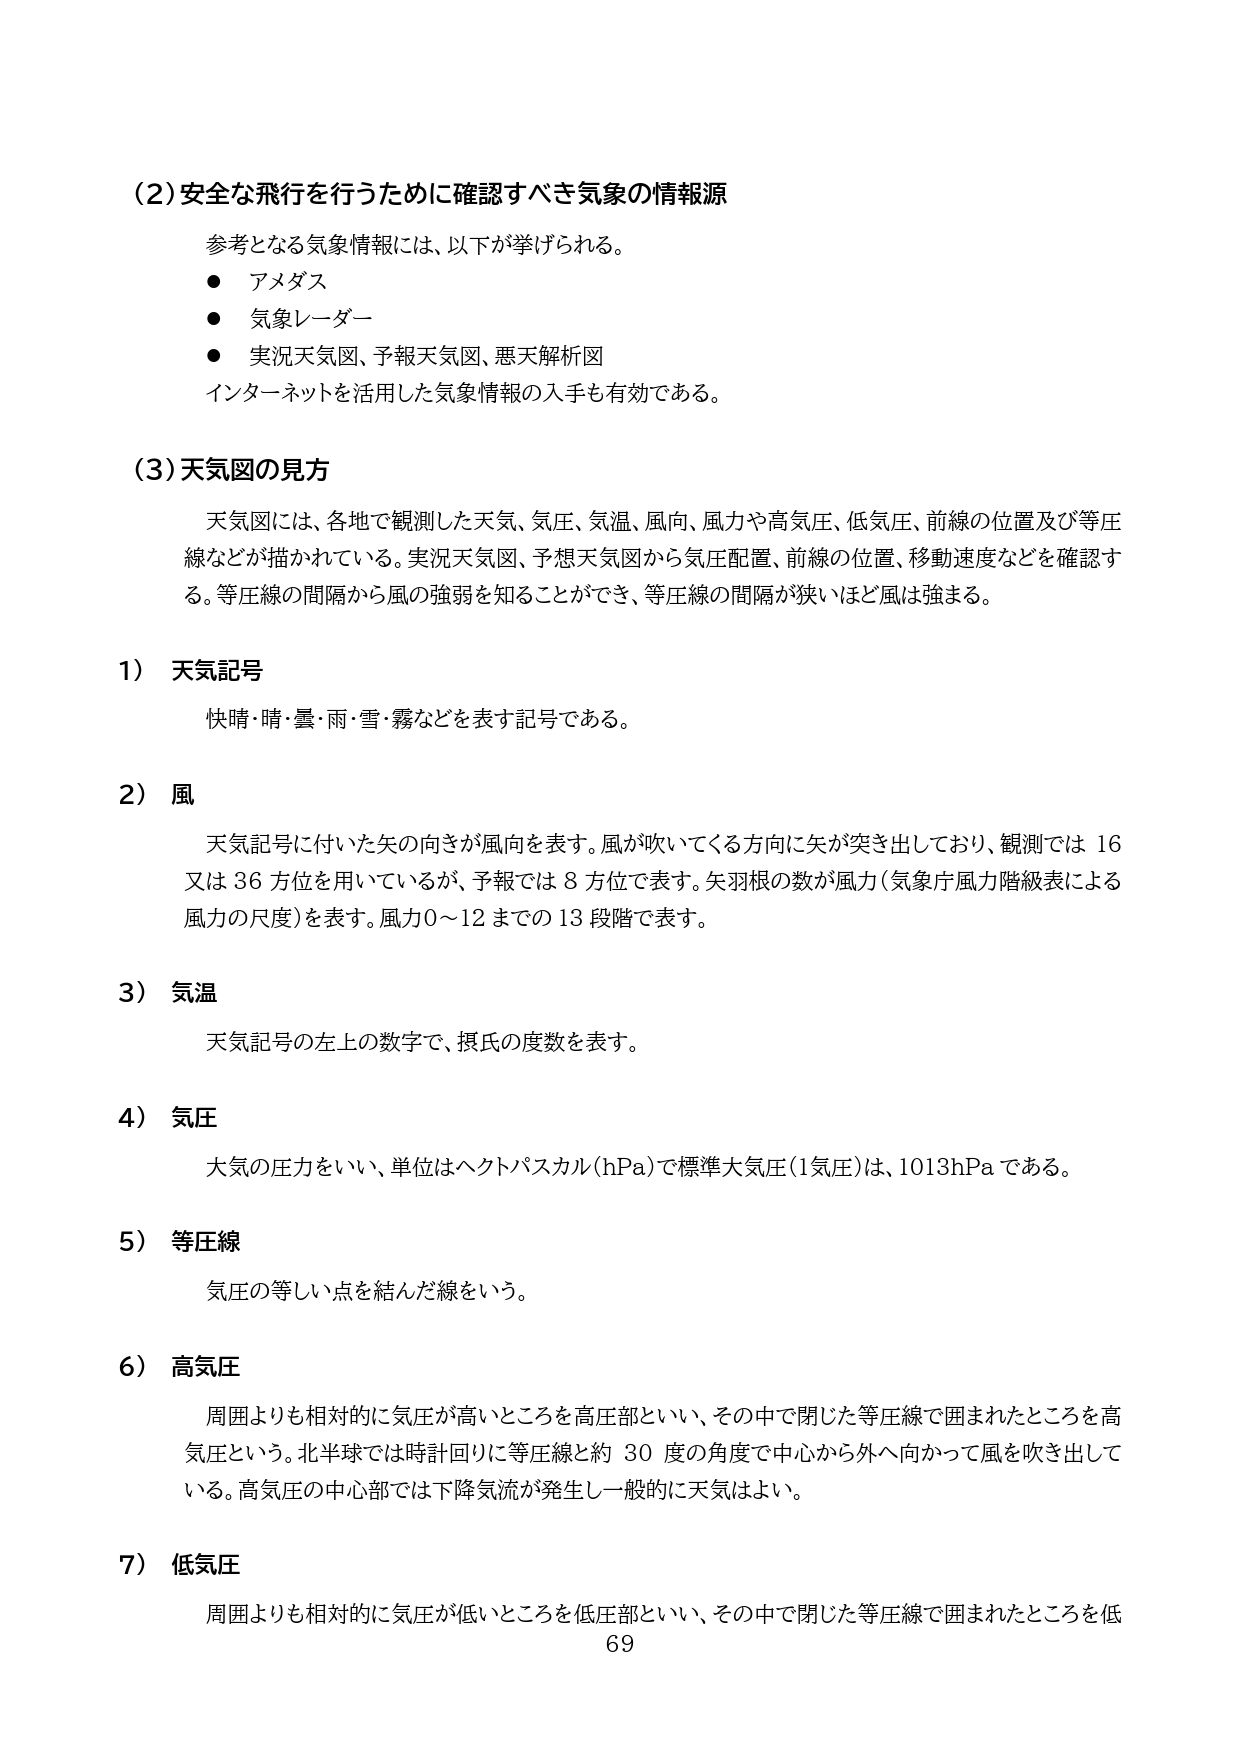 （2）安全な飛行を行うために確認すべき気象の情報源
参考となる気象情報には、以下が挙げられる。
● アメダス
● 気象レーダー
● 実況天気図、予報天気図、悪天解析図
インターネットを活用した気象情報の入手も有効である。
（3）天気図の見方
天気図には、各地で観測した天気、気圧、気温、風向、風力や高気圧、低気圧、前線の位置及び等圧
線などが描かれている。実況天気図、予想天気図から気圧配置、前線の位置、移動速度などを確認す
る。等圧線の間隔から風の強弱を知ることができ、等圧線の間隔が狭いほど風は強まる。
1） 天気記号
快晴・晴・曇・雨・雪・霧などを表す記号である。
2） 風
天気記号に付いた矢の向きが風向を表す。風が吹いてくる方向に矢が突き出しており、観測では 16
又は 36 方位を用いているが、予報では 8 方位で表す。矢羽根の数が風力（気象庁風力階級表による
風力の尺度）を表す。風力0～12 までの 13 段階で表す。
3） 気温
天気記号の左上の数字で、摂氏の度数を表す。
4） 気圧
大気の圧力をいい、単位はヘクトパスカル（hPa）で標準大気圧（1気圧）は、1013hPa である。
5） 等圧線
気圧の等しい点を結んだ線をいう。
6） 高気圧
周囲よりも相対的に気圧が高いところを高圧部といい、その中で閉じた等圧線で囲まれたところを高
気圧という。北半球では時計回りに等圧線と約 30 度の角度で中心から外へ向かって風を吹き出して
いる。高気圧の中心部では下降気流が発生し一般的に天気はよい。
7） 低気圧
周囲よりも相対的に気圧が低いところを低圧部といい、その中で閉じた等圧線で囲まれたところを低
69